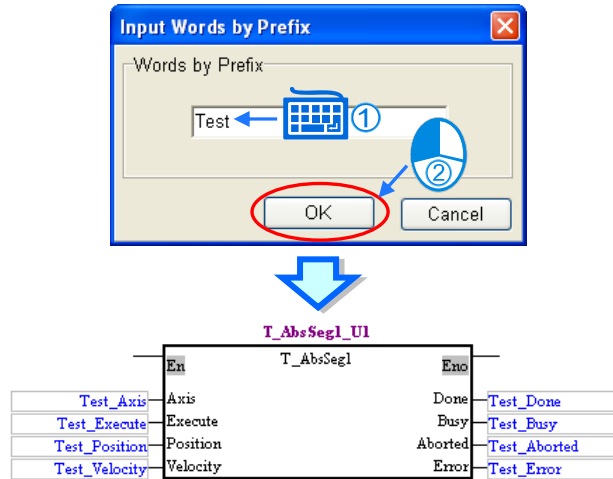 Input Words by Prefix
Words by Prefix
Test ①
②
OK Cancel
T_AbsSeg1_U1
En T_AbsSeg1 Eno
Test_Axis Axis Done Test_Done
Test_Execute Execute Busy Test_Busy
Test_Position Position Aborted Test_Aborted
Test_Velocity Velocity Error Test_Error